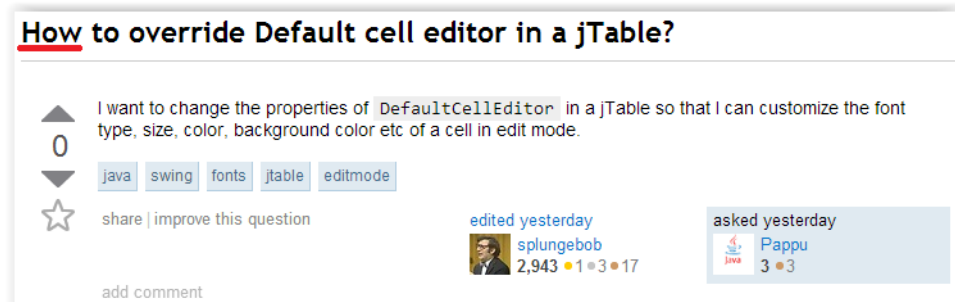 How to override Default cell editor in a jTable?
I want to change the properties of DefaultCellEditor in a jTable so that I can customize the font
type, size, color, background color etc of a cell in edit mode.
0
java swing fonts jtable editmode
share | improve this question
edited yesterday
splungebob
2,943 ●1 ●3 ●17
asked yesterday
Java
Pappu
3 ●3
add comment